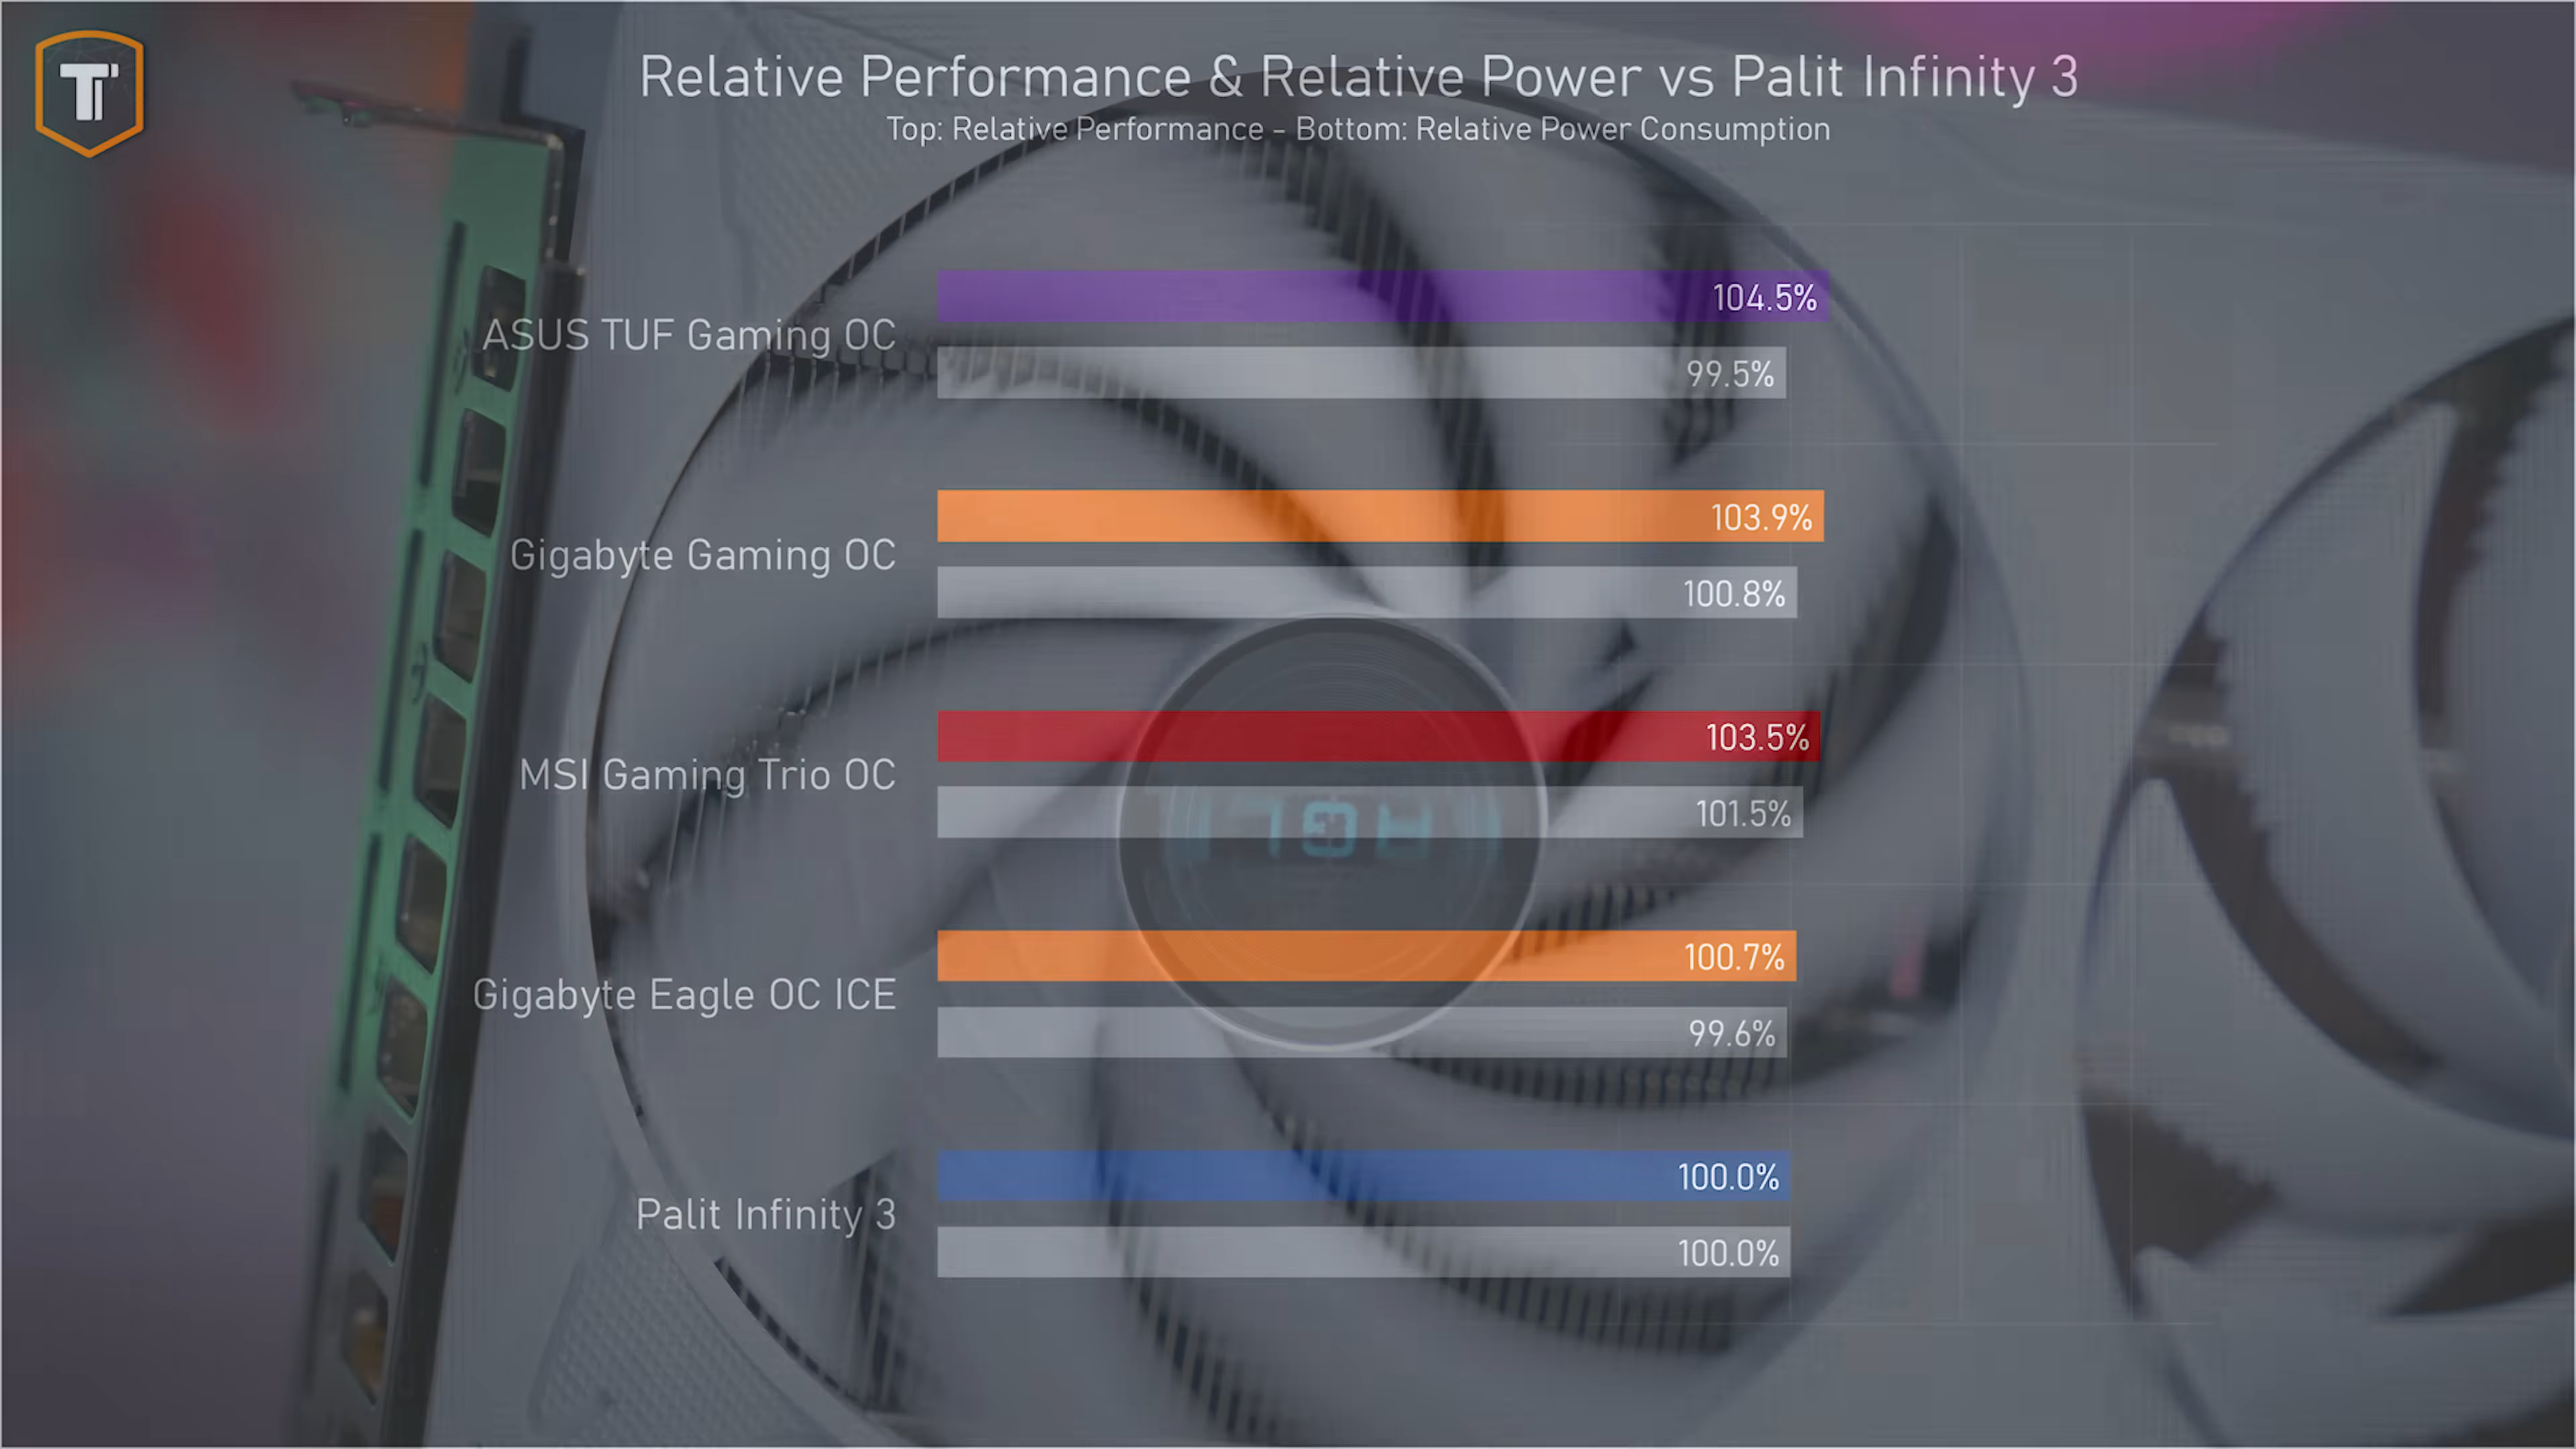 Relative Performance & Relative Power vs Palit Infinity 3
Top: Relative Performance - Bottom: Relative Power Consumption
ASUS TUF Gaming OC
104.5%
99.5%
Gigabyte Gaming OC
103.9%
100.8%
MSI Gaming Trio OC
103.5%
101.5%
Gigabyte Eagle OC ICE
100.7%
99.6%
Palit Infinity 3
100.0%
100.0%